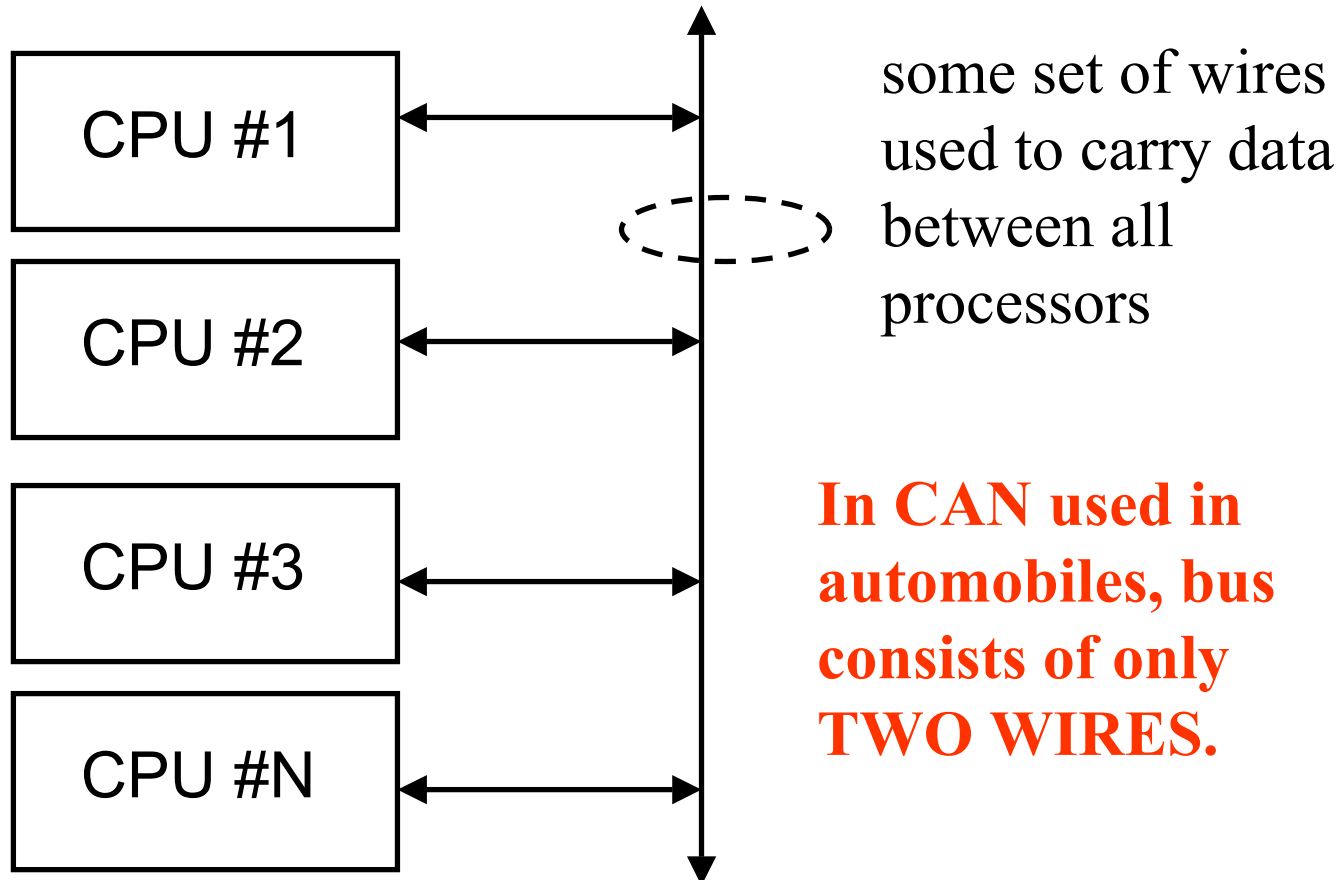 CPU #1
CPU #2
CPU #3
CPU #N
some set of wires
used to carry data
between all
processors
In CAN used in
automobiles, bus
consists of only
TWO WIRES.